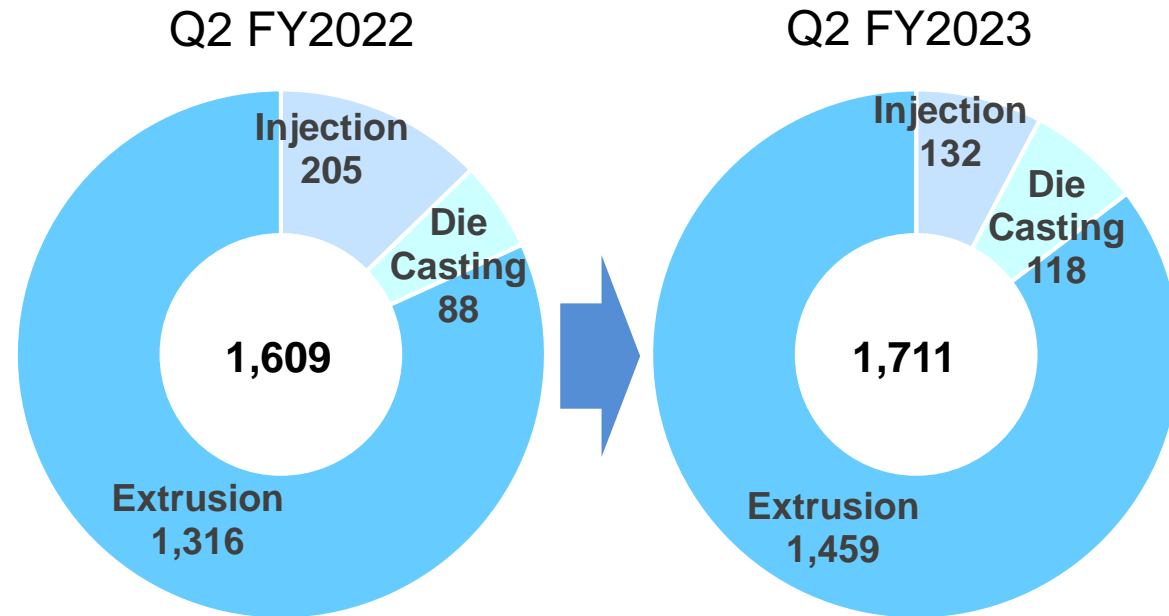 Q2 FY2022
Injection
205
Die
Casting
88
1,609
Extrusion
1,316
Q2 FY2023
Injection
132
Die
Casting
118
1,711
Extrusion
1,459